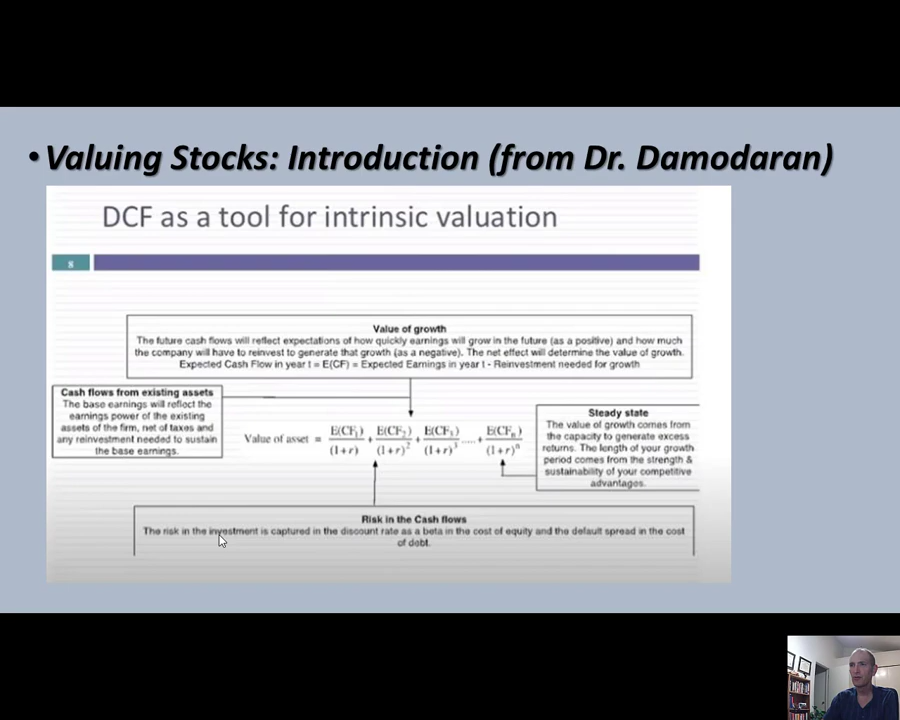 • Valuing Stocks: Introduction (from Dr. Damodaran)
DCF as a tool for intrinsic valuation
8
Value of growth
The future cash flows will reflect expectations of how quickly earnings will grow in the future (as a positive) and how much
the company will have to reinvest to generate that growth (as a negative). The net effect will determine the value of growth.
Expected Cash Flow in year t = E(CF) = Expected Earnings in year t - Reinvestment needed for growth
Cash flows from existing assets
The base earnings will reflect the
earnings power of the existing
assets of the firm, net of taxes and
any reinvestment needed to sustain
the base earnings.
Value of asset = E(CF₁)/(1+r) + E(CF₂)/(1+r)² + E(CF₃)/(1+r)³ ..... + E(CFₙ)/(1+r)ⁿ
Steady state
The value of growth comes from
the capacity to generate excess
returns. The length of your growth
period comes from the strength &
sustainability of your competitive
advantages.
Risk in the Cash flows
The risk in the investment is captured in the discount rate as a beta in the cost of equity and the default spread in the cost
of debt.